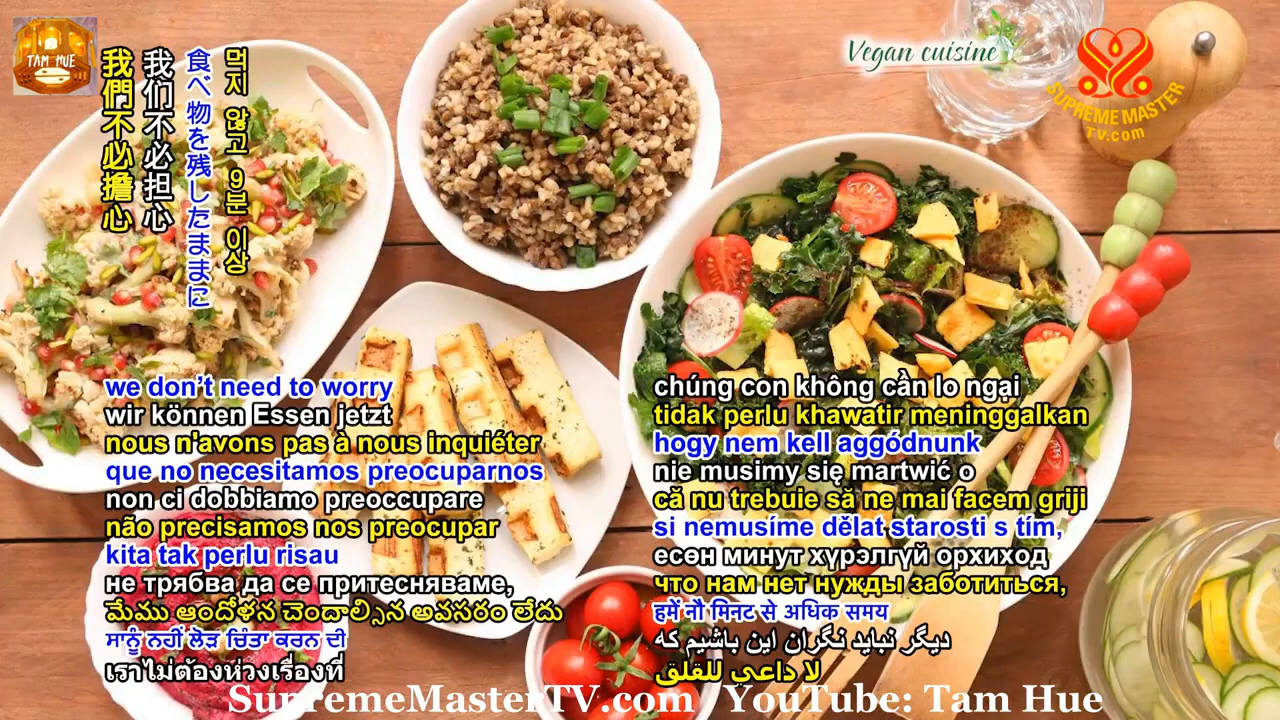 TAM HUE
Vegan cuisine
SUPREME MASTER
TV.com
我們不必擔心
我们不必担心
食べ物を残したままに
먹지 않고 9분 이상
we don’t need to worry
wir können Essen jetzt
nous n'avons pas à nous inquiéter
que no necesitamos preocuparnos
non ci dobbiamo preoccupare
não precisamos nos preocupar
kita tak perlu risau
не трябва да се притесняваме,
మేము ఆందోళన చెందాల్సిన అవసరం లేదు
ਸਾਨੂੰ ਨਹੀਂ ਲੋੜ ਚਿੰਤਾ ਕਰਨ ਦੀ
เราไม่ต้องห่วงเรื่องที่
chúng con không cần lo ngại
tidak perlu khawatir meninggalkan
hogy nem kell aggódnunk
nie musimy się martwić o
că nu trebuie să ne mai facem griji
si nemusíme dělat starosti s tím,
есөн минут хүрэлгүй орхиход
что нам нет нужды заботиться,
हमें नौ मिनट से अधिक समय
دیگر نباید نگران این باشیم که
لا داعي للقلق
SupremeMasterTV.com / YouTube: Tam Hue